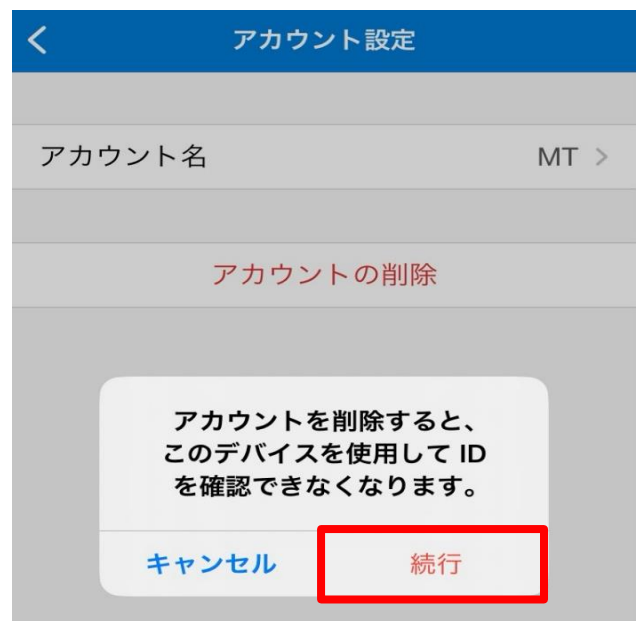 アカウント設定
アカウント名 MT
アカウントの削除
アカウントを削除すると、
このデバイスを使用して ID
を確認できなくなります。
キャンセル 続行